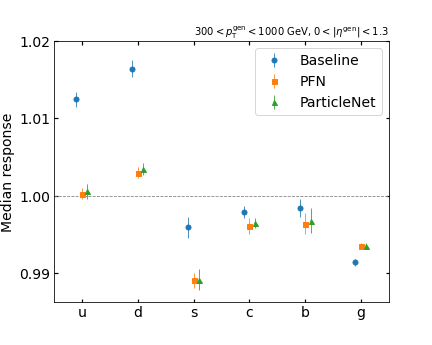 300 < p_T^gen < 1000 GeV, 0 < |η^gen| < 1.3
1.02
1.01
1.00
0.99
Median response
Baseline
PFN
ParticleNet
u d s c b g